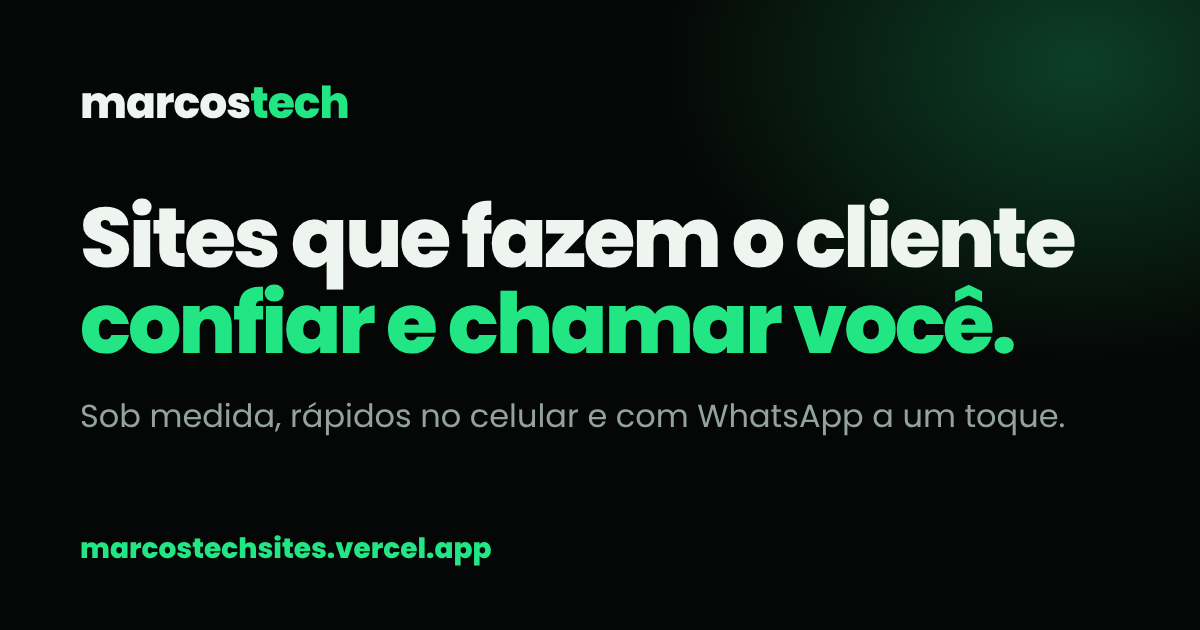 marcostech
Sites que fazem o cliente
confiar e chamar você.
Sob medida, rápidos no celular e com WhatsApp a um toque.
marcostechsites.vercel.app